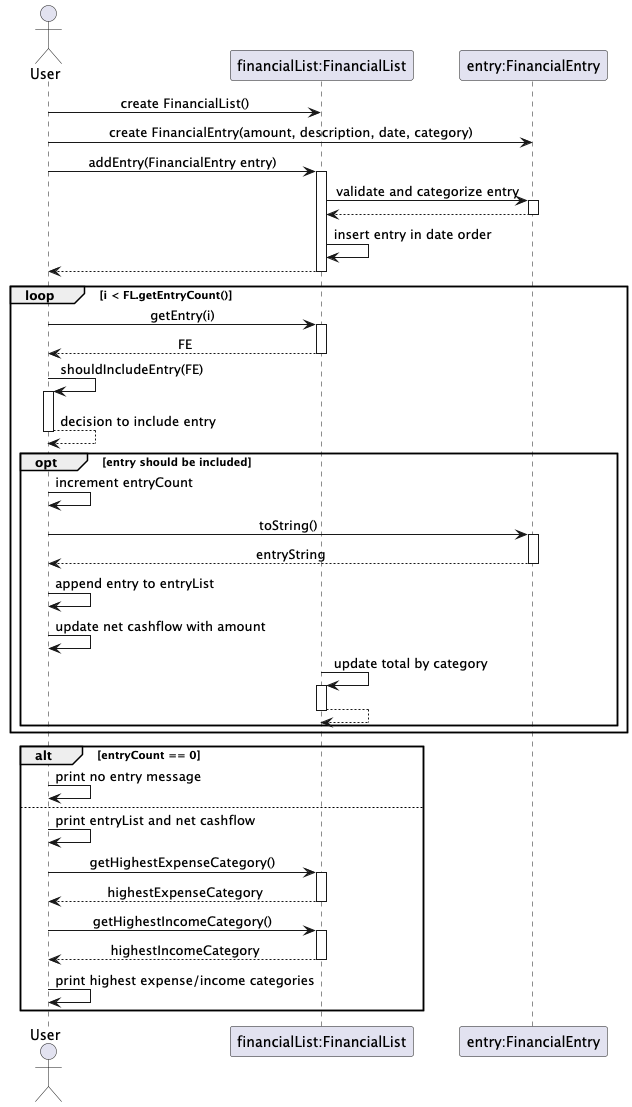 User
financialList:FinancialList
entry:FinancialEntry
create FinancialList()
create FinancialEntry(amount, description, date, category)
addEntry(FinancialEntry entry)
validate and categorize entry
insert entry in date order
loop
[i < FL.getEntryCount()]
getEntry(i)
FE
shouldIncludeEntry(FE)
decision to include entry
opt
[entry should be included]
increment entryCount
toString()
entryString
append entry to entryList
update net cashflow with amount
update total by category
alt
[entryCount == 0]
print no entry message
print entryList and net cashflow
getHighestExpenseCategory()
highestExpenseCategory
getHighestIncomeCategory()
highestIncomeCategory
print highest expense/income categories
User
financialList:FinancialList
entry:FinancialEntry